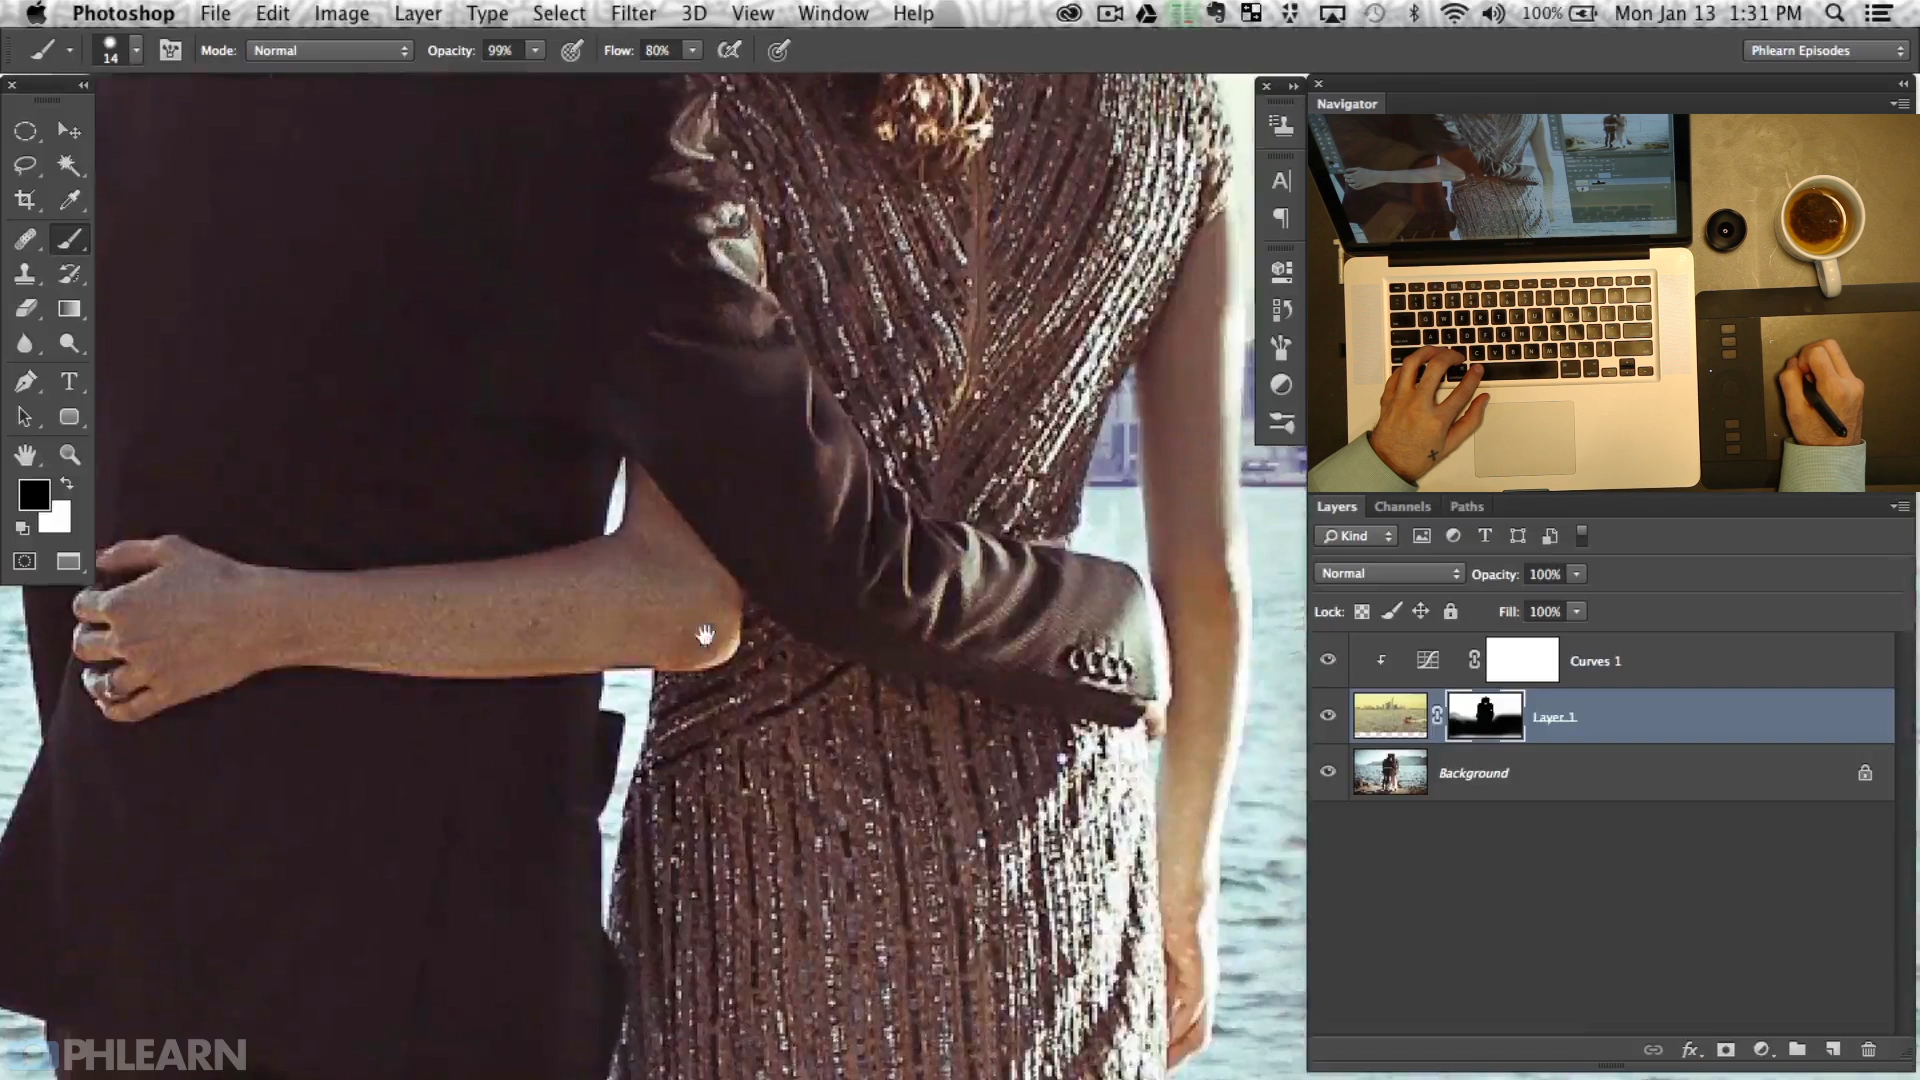 Photoshop File Edit Image Layer Type Select Filter 3D View Window Help 100% Mon Jan 13 1:31 PM
14 Mode: Normal Opacity: 99% Flow: 80% Phlearn Episodes
Navigator
A
T
Layers Channels Paths
Kind T
Normal Opacity: 100%
Lock: Fill: 100%
Curves 1
Layer 1
Background
fx
PHLEARN